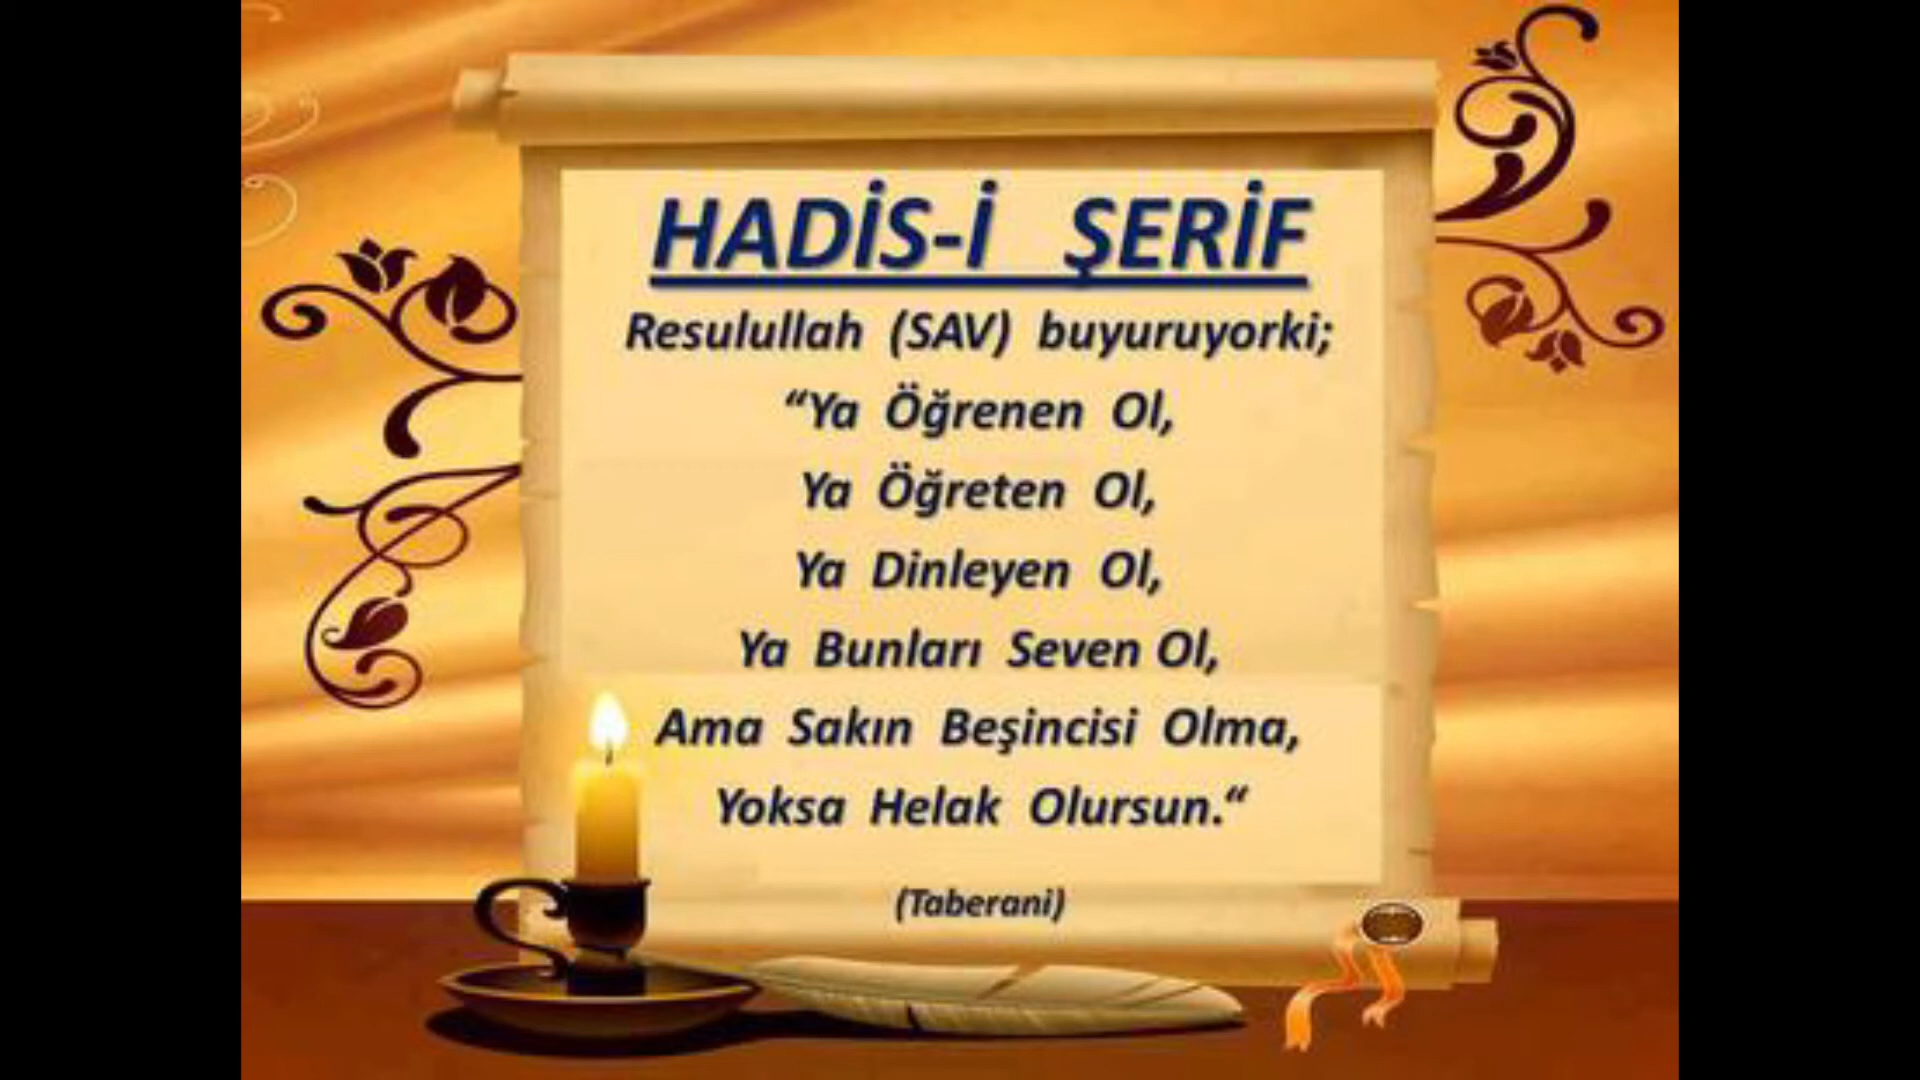 HADİS-İ ŞERİF
Resulullah (SAV) buyuruyorki;
“Ya Öğrenen Ol,
Ya Öğreten Ol,
Ya Dinleyen Ol,
Ya Bunları Seven Ol,
Ama Sakın Beşincisi Olma,
Yoksa Helak Olursun.“
(Taberani)